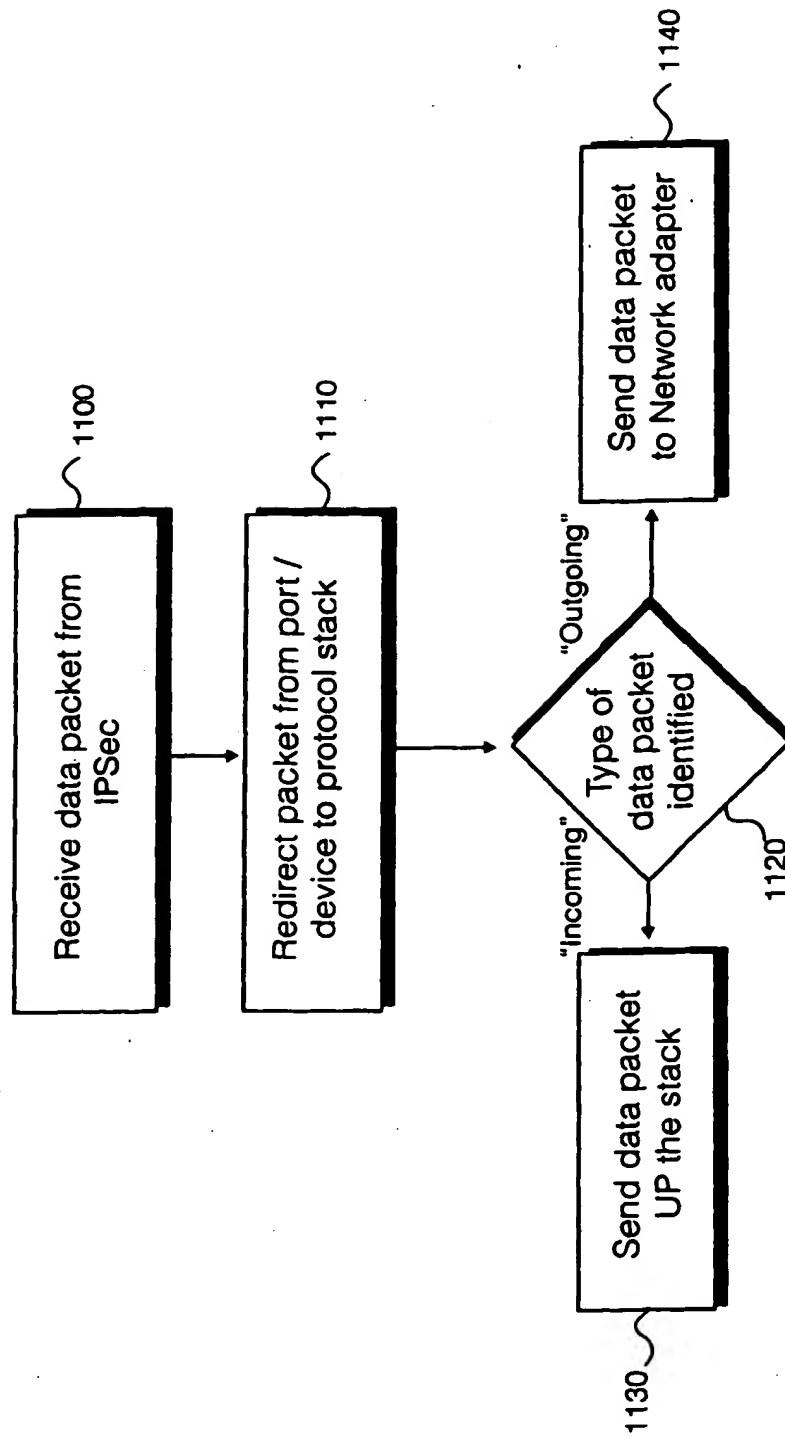 Receive data packet from
IPSec
1100
Redirect packet from port /
device to protocol stack
1110
"Incoming"
Type of
data packet
identified
"Outgoing"
1120
Send data packet
UP the stack
1130
Send data packet
to Network adapter
1140